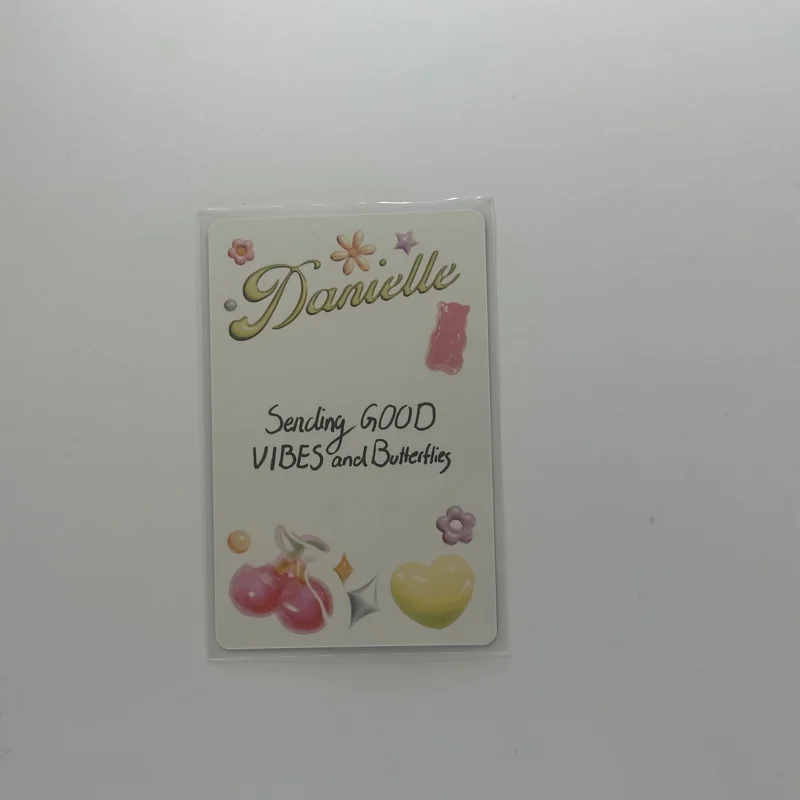 Danielle
Sending GOOD
VIBES and Butterflies